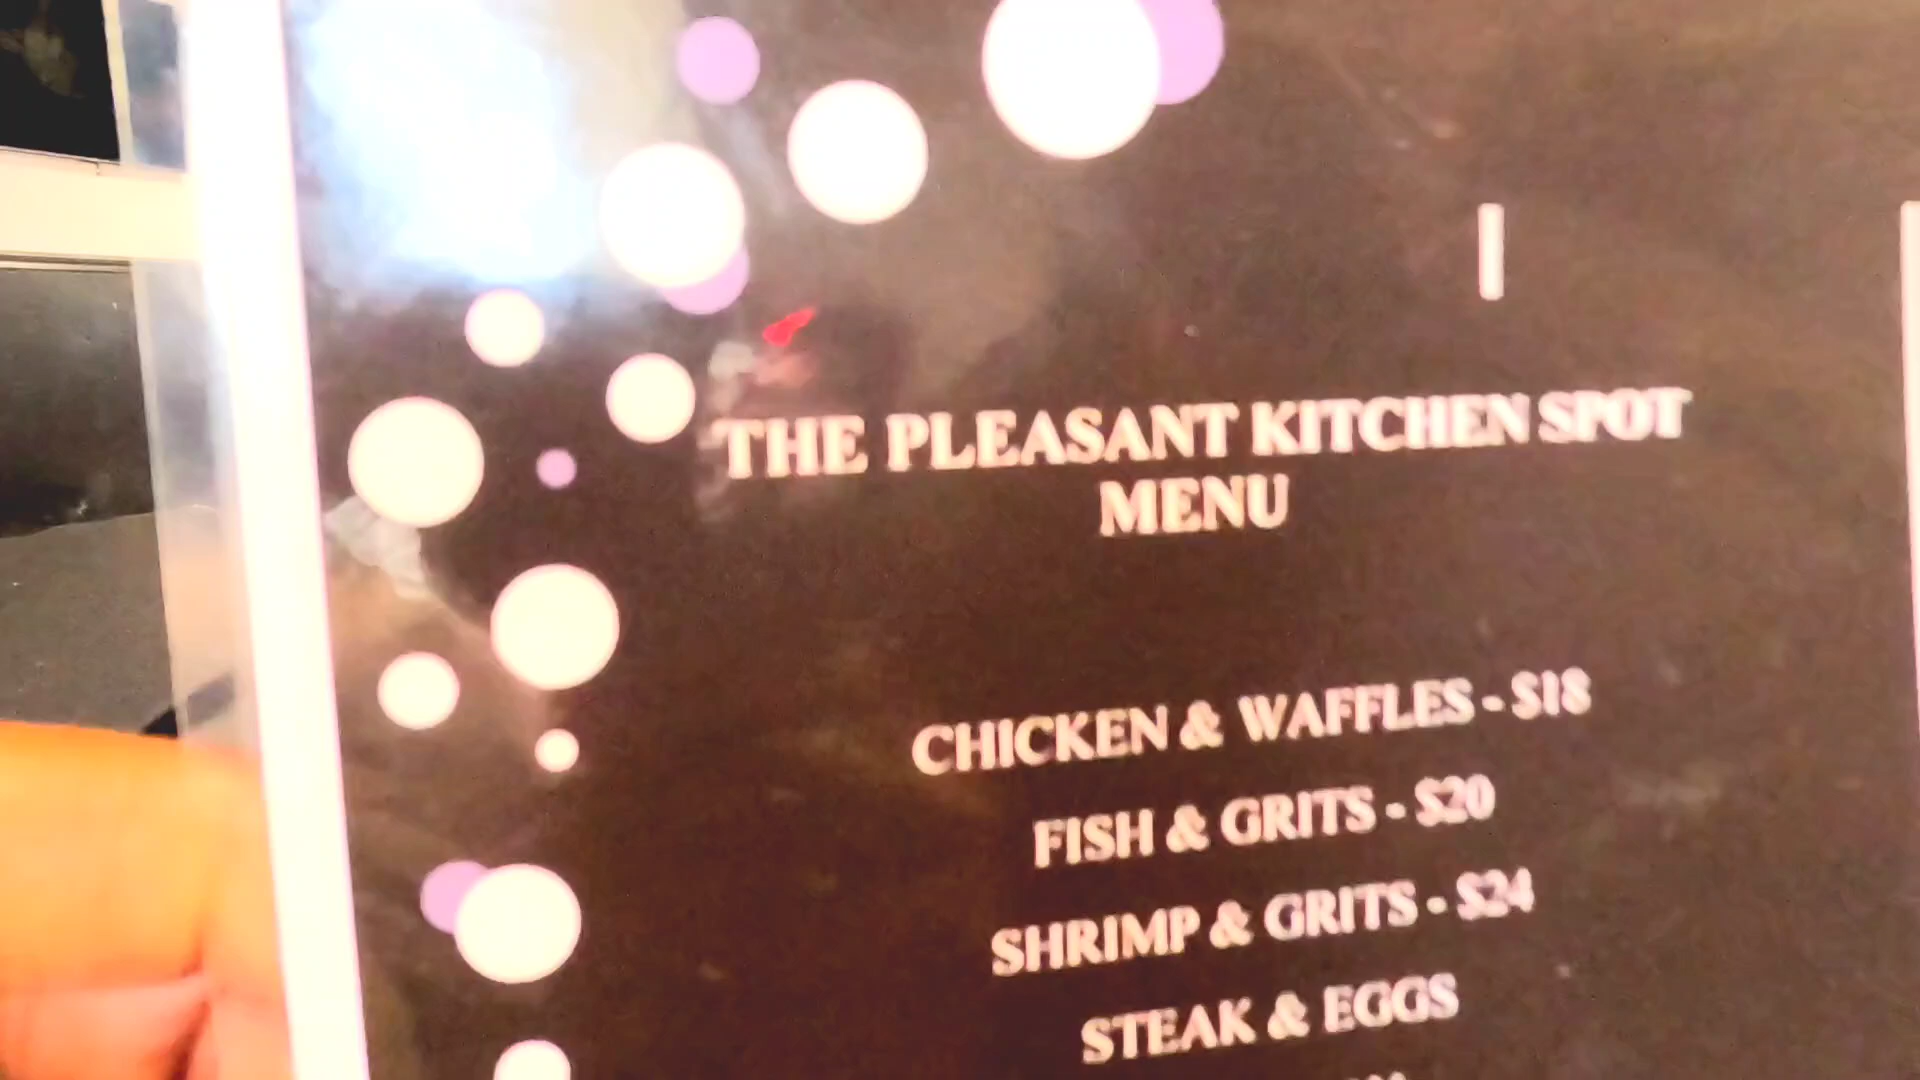 THE PLEASANT KITCHEN SPOT
MENU
CHICKEN & WAFFLES - $18
FISH & GRITS - $20
SHRIMP & GRITS - $24
STEAK & EGGS